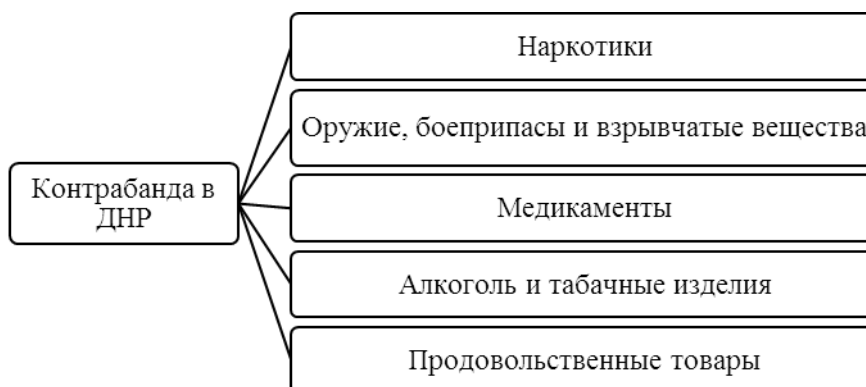 Наркотики
Оружие, боеприпасы и взрывчатые вещества
Контрабанда в
ДНР
Медикаменты
Алкоголь и табачные изделия
Продовольственные товары